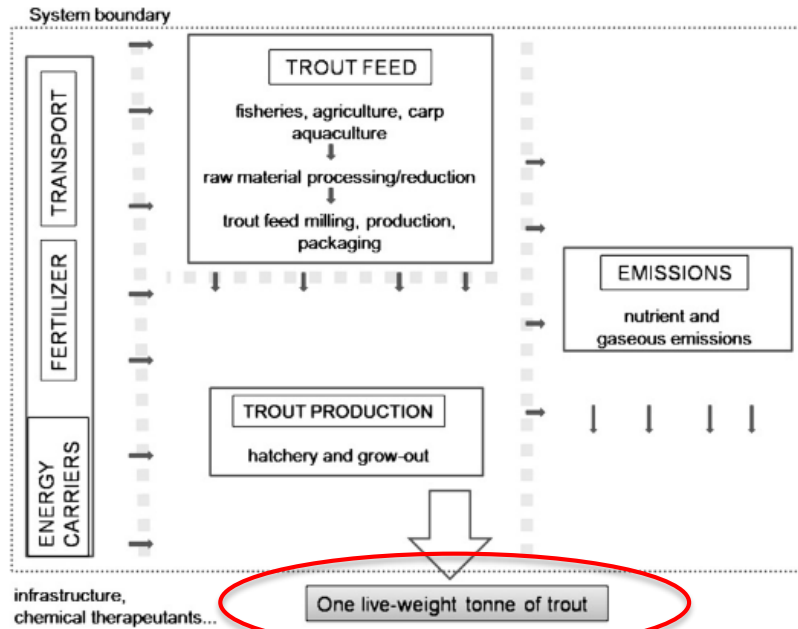 System boundary
TRANSPORT
FERTILIZER
ENERGY
CARRIERS
TROUT FEED
fisheries, agriculture, carp
aquaculture
raw material processing/reduction
trout feed milling, production,
packaging
EMISSIONS
nutrient and
gaseous emissions
TROUT PRODUCTION
hatchery and grow-out
infrastructure,
chemical therapeutants...
One live-weight tonne of trout